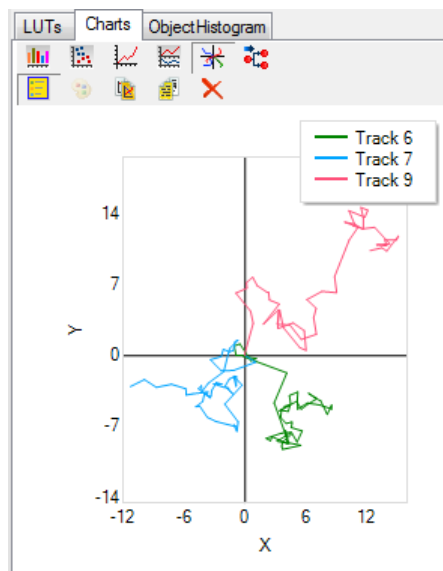 LUTs Charts ObjectHistogram
Track 6
Track 7
Track 9
14
7
Y
0
-7
-14
-12 -6 0 6 12
X